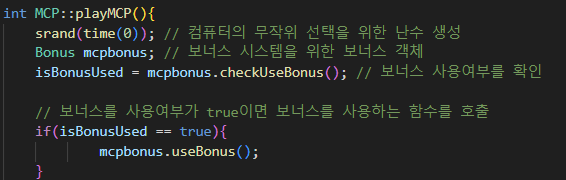 int MCP::playMCP(){
srand(time(0)); // 컴퓨터의 무작위 선택을 위한 난수 생성
Bonus mcpbonus; // 보너스 시스템을 위한 보너스 객체
isBonusUsed = mcpbonus.checkUseBonus(); // 보너스 사용여부를 확인
// 보너스를 사용여부가 true이면 보너스를 사용하는 함수를 호출
if(isBonusUsed == true){
mcpbonus.useBonus();
}